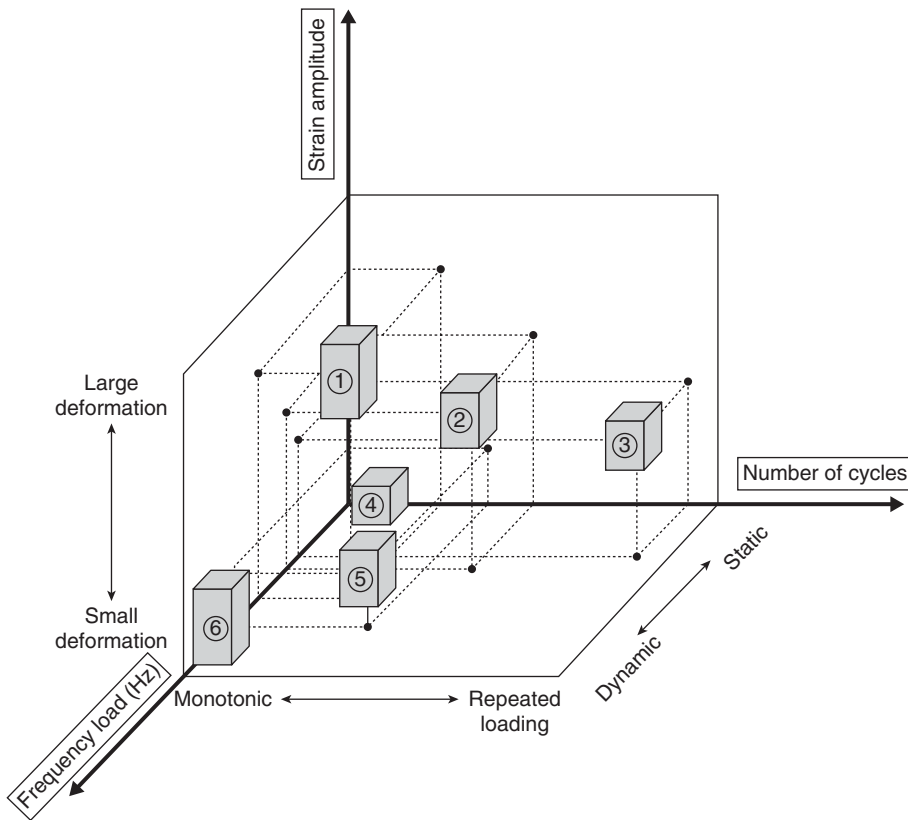 Strain amplitude
1
2
3
Large
deformation
Number of cycles
4
Static
5
Small
deformation
6
Dynamic
Monotonic
Repeated
loading
Frequency load (Hz)